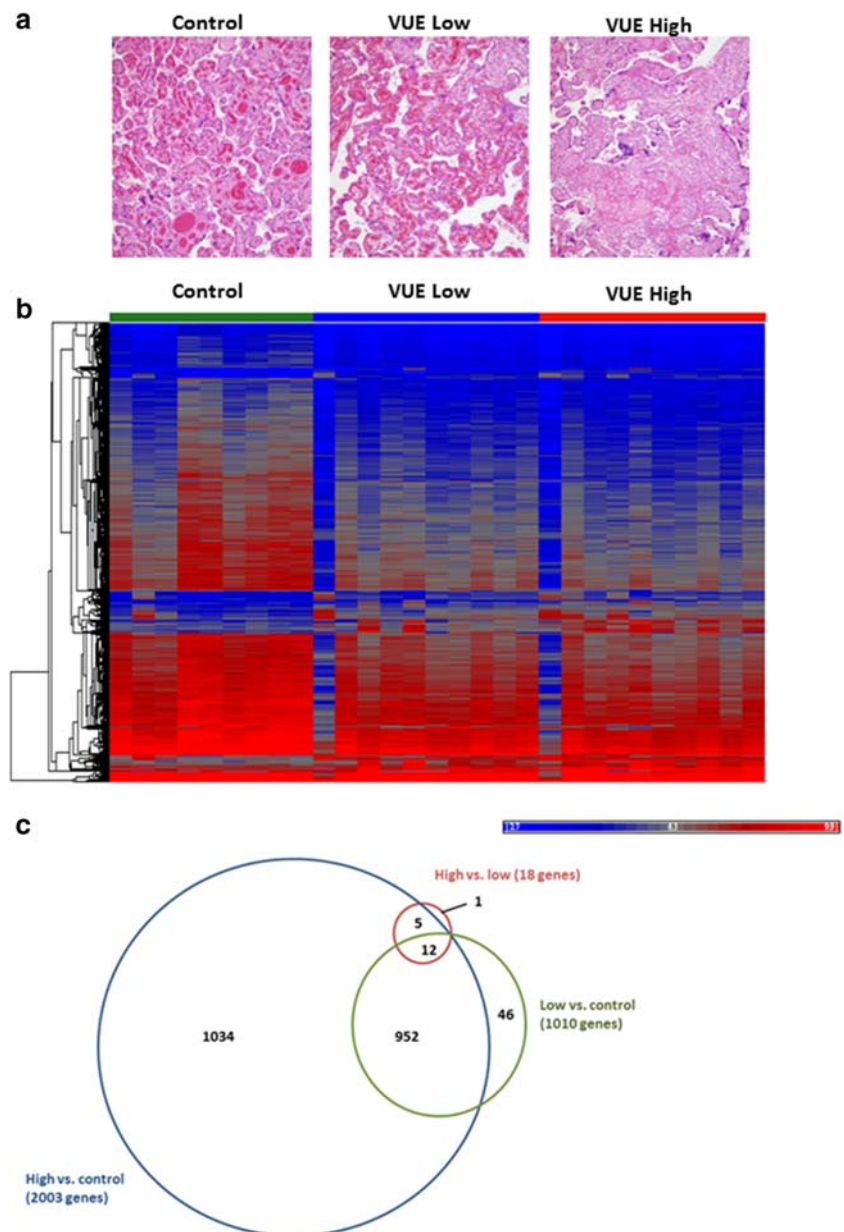 a
Control
VUE Low
VUE High
b
Control
VUE Low
VUE High
c
High vs. low (18 genes)
1
5
12
Low vs. control
(1010 genes)
46
1034
952
High vs. control
(2003 genes)